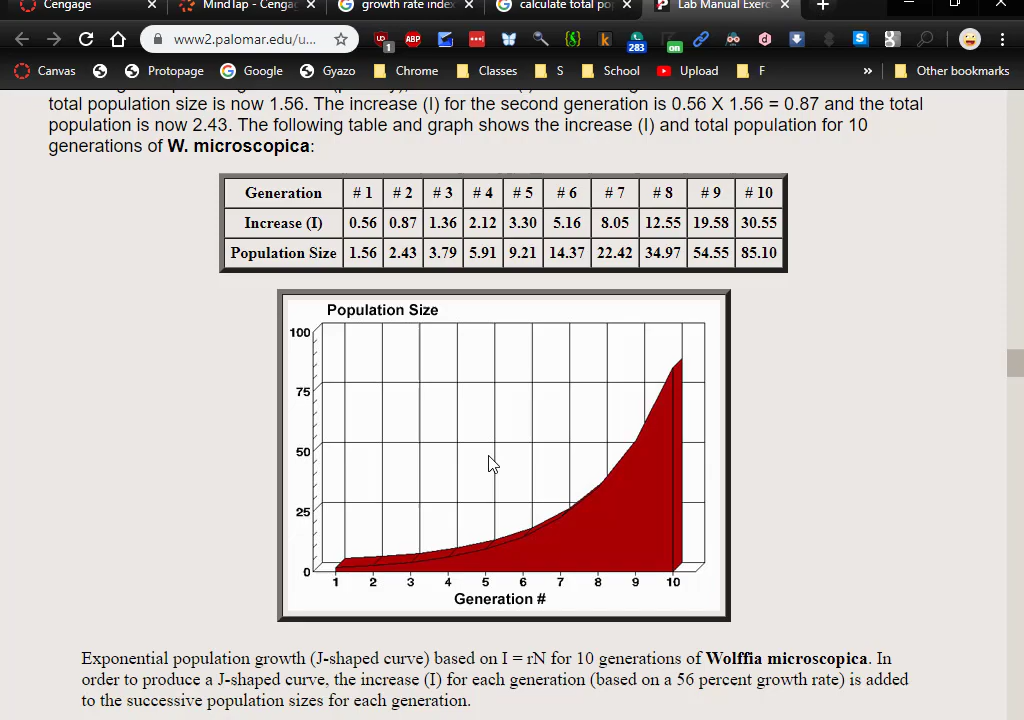 Cengage
MindTap - Cengag
growth rate index
calculate total po
Lab Manual Exerc
www2.palomar.edu/u...
1
ABP
k
283
on
d
S
Canvas
Protopage
Google
Gyazo
Chrome
Classes
S
School
Upload
F
»
Other bookmarks
total population size is now 1.56. The increase (I) for the second generation is 0.56 X 1.56 = 0.87 and the total
population is now 2.43. The following table and graph shows the increase (I) and total population for 10
generations of W. microscopica:
Generation # 1 # 2 # 3 # 4 # 5 # 6 # 7 # 8 # 9 # 10
Increase (I) 0.56 0.87 1.36 2.12 3.30 5.16 8.05 12.55 19.58 30.55
Population Size 1.56 2.43 3.79 5.91 9.21 14.37 22.42 34.97 54.55 85.10
Population Size
100
75
50
25
0
1 2 3 4 5 6 7 8 9 10
Generation #
Exponential population growth (J-shaped curve) based on I = rN for 10 generations of Wolffia microscopica. In
order to produce a J-shaped curve, the increase (I) for each generation (based on a 56 percent growth rate) is added
to the successive population sizes for each generation.